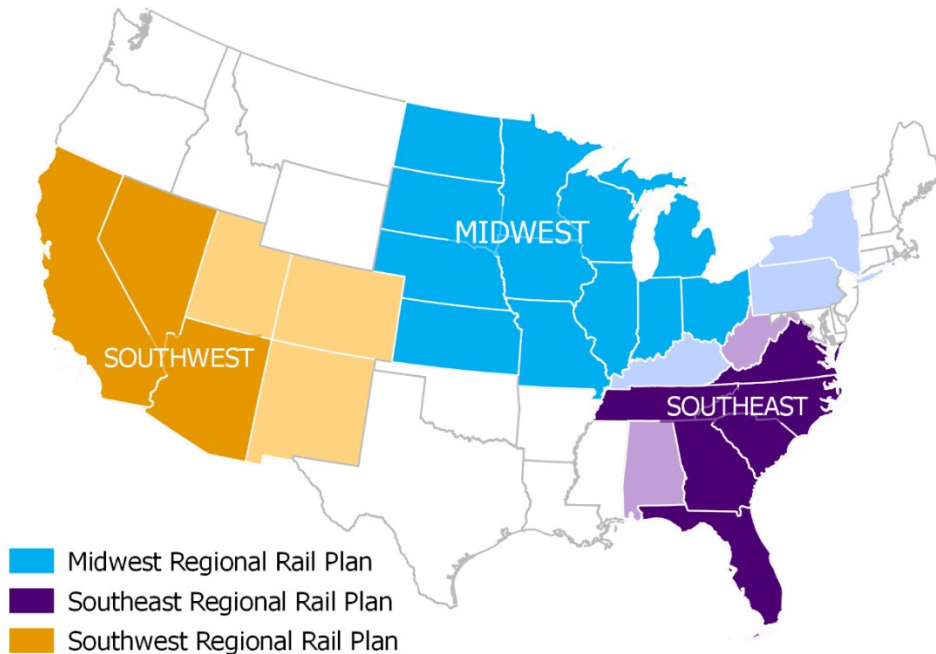 MIDWEST
SOUTHWEST
SOUTHEAST
Midwest Regional Rail Plan
Southeast Regional Rail Plan
Southwest Regional Rail Plan